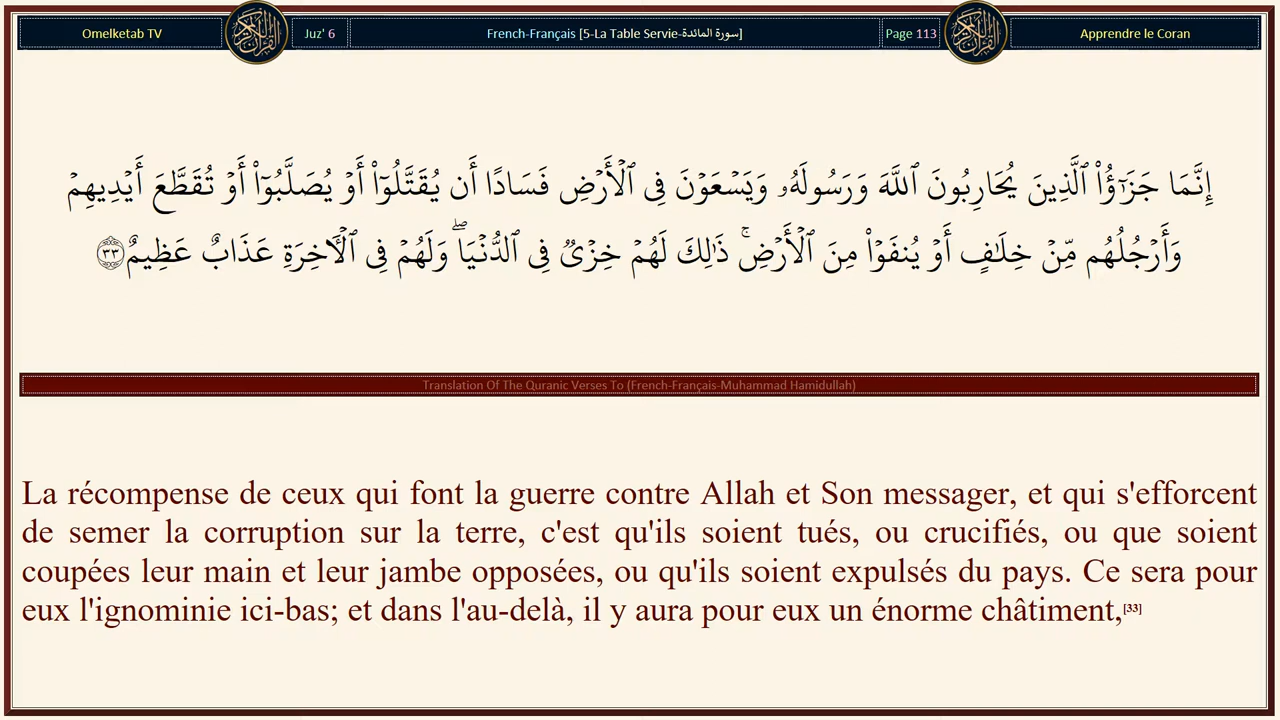 Omelketab TV
Juz' 6
French-Français [5-La Table Servie-سورة المائدة]
Page 113
Apprendre le Coran
إِنَّمَا جَزَٰٓؤُا۟ ٱلَّذِينَ يُحَارِبُونَ ٱللَّهَ وَرَسُولَهُۥ وَيَسْعَوْنَ فِى ٱلْأَرْضِ فَسَادًا أَن يُقَتَّلُوٓا۟ أَوْ يُصَلَّبُوٓا۟ أَوْ تُقَطَّعَ أَيْدِيهِمْ
وَأَرْجُلُهُم مِّنْ خِلَٰفٍ أَوْ يُنفَوْا۟ مِنَ ٱلْأَرْضِ ۚ ذَٰلِكَ لَهُمْ خِزْىٌ فِى ٱلدُّنْيَا ۖ وَلَهُمْ فِى ٱلْءَاخِرَةِ عَذَابٌ عَظِيمٌ ٣٣
Translation Of The Quranic Verses To (French-Français-Muhammad Hamidullah)
La récompense de ceux qui font la guerre contre Allah et Son messager, et qui s'efforcent
de semer la corruption sur la terre, c'est qu'ils soient tués, ou crucifiés, ou que soient
coupées leur main et leur jambe opposées, ou qu'ils soient expulsés du pays. Ce sera pour
eux l'ignominie ici-bas; et dans l'au-delà, il y aura pour eux un énorme châtiment,[33]